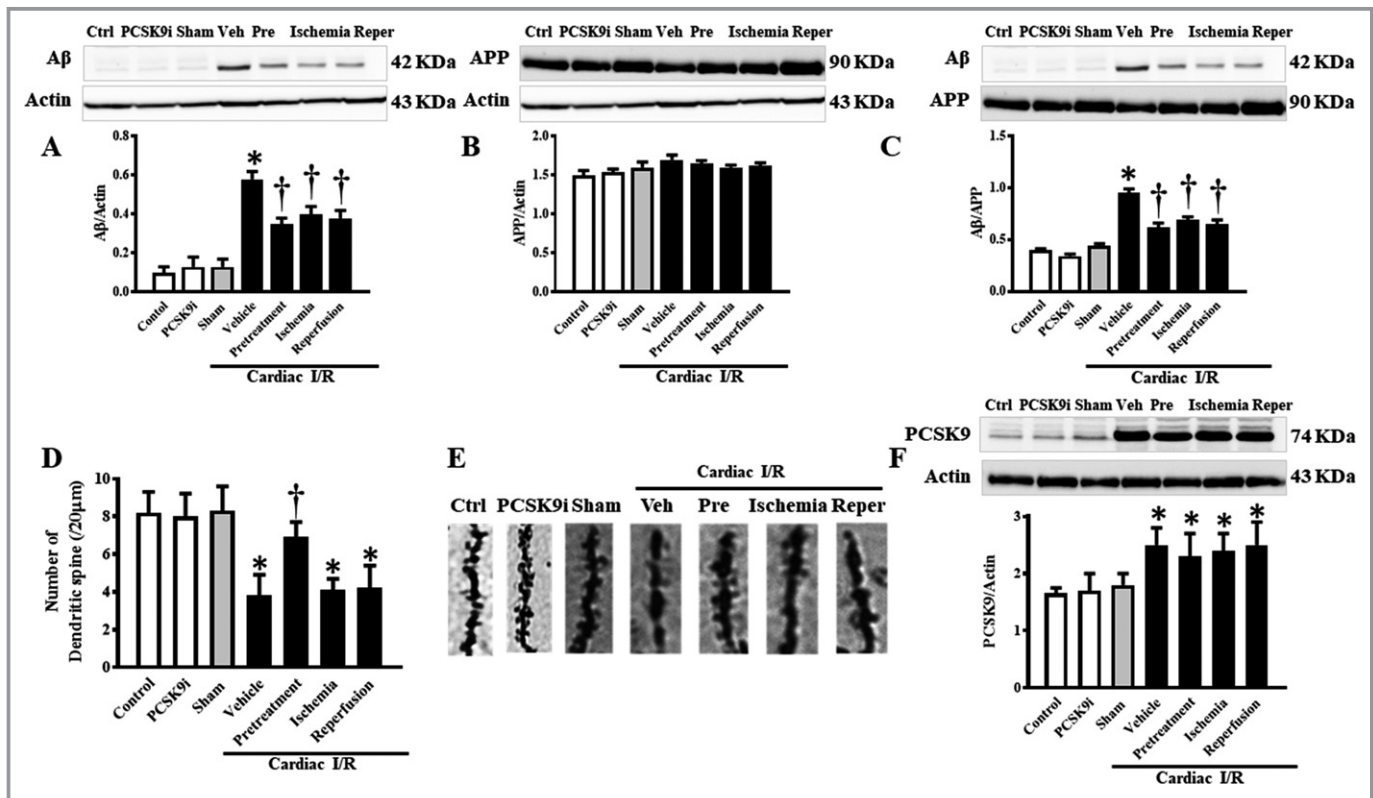 Ctrl PCSK9i Sham Veh Pre Ischemia Reper
Aβ 42 KDa
Actin 43 KDa
A
Aβ/Actin
0.8
0.6
0.4
0.2
0.0
*
†
†
†
Contol
PCSK9i
Sham
Vehicle
Pretreatment
Ischemia
Reperfusion
Cardiac I/R
Ctrl PCSK9i Sham Veh Pre Ischemia Reper
APP 90 KDa
Actin 43 KDa
B
APP/Actin
2.0
1.5
1.0
0.5
0.0
Control
PCSK9i
Sham
Vehicle
Pretreatment
Ischemia
Reperfusion
Cardiac I/R
Ctrl PCSK9i Sham Veh Pre Ischemia Reper
Aβ 42 KDa
APP 90 KDa
C
Aβ/APP
1.5
1.0
0.5
0.0
*
†
†
†
Control
PCSK9i
Sham
Vehicle
Pretreatment
Ischemia
Reperfusion
Cardiac I/R
D
Number of
Dendritic spine (/20μm)
10
8
6
4
2
0
*
†
*
*
Control
PCSK9i
Sham
Vehicle
Pretreatment
Ischemia
Reperfusion
Cardiac I/R
E
Cardiac I/R
Ctrl PCSK9i Sham Veh Pre Ischemia Reper
F
Ctrl PCSK9i Sham Veh Pre Ischemia Reper
PCSK9 74 KDa
Actin 43 KDa
PCSK9/Actin
3
2
1
0
*
*
*
*
Control
PCSK9i
Sham
Vehicle
Pretreatment
Ischemia
Reperfusion
Cardiac I/R